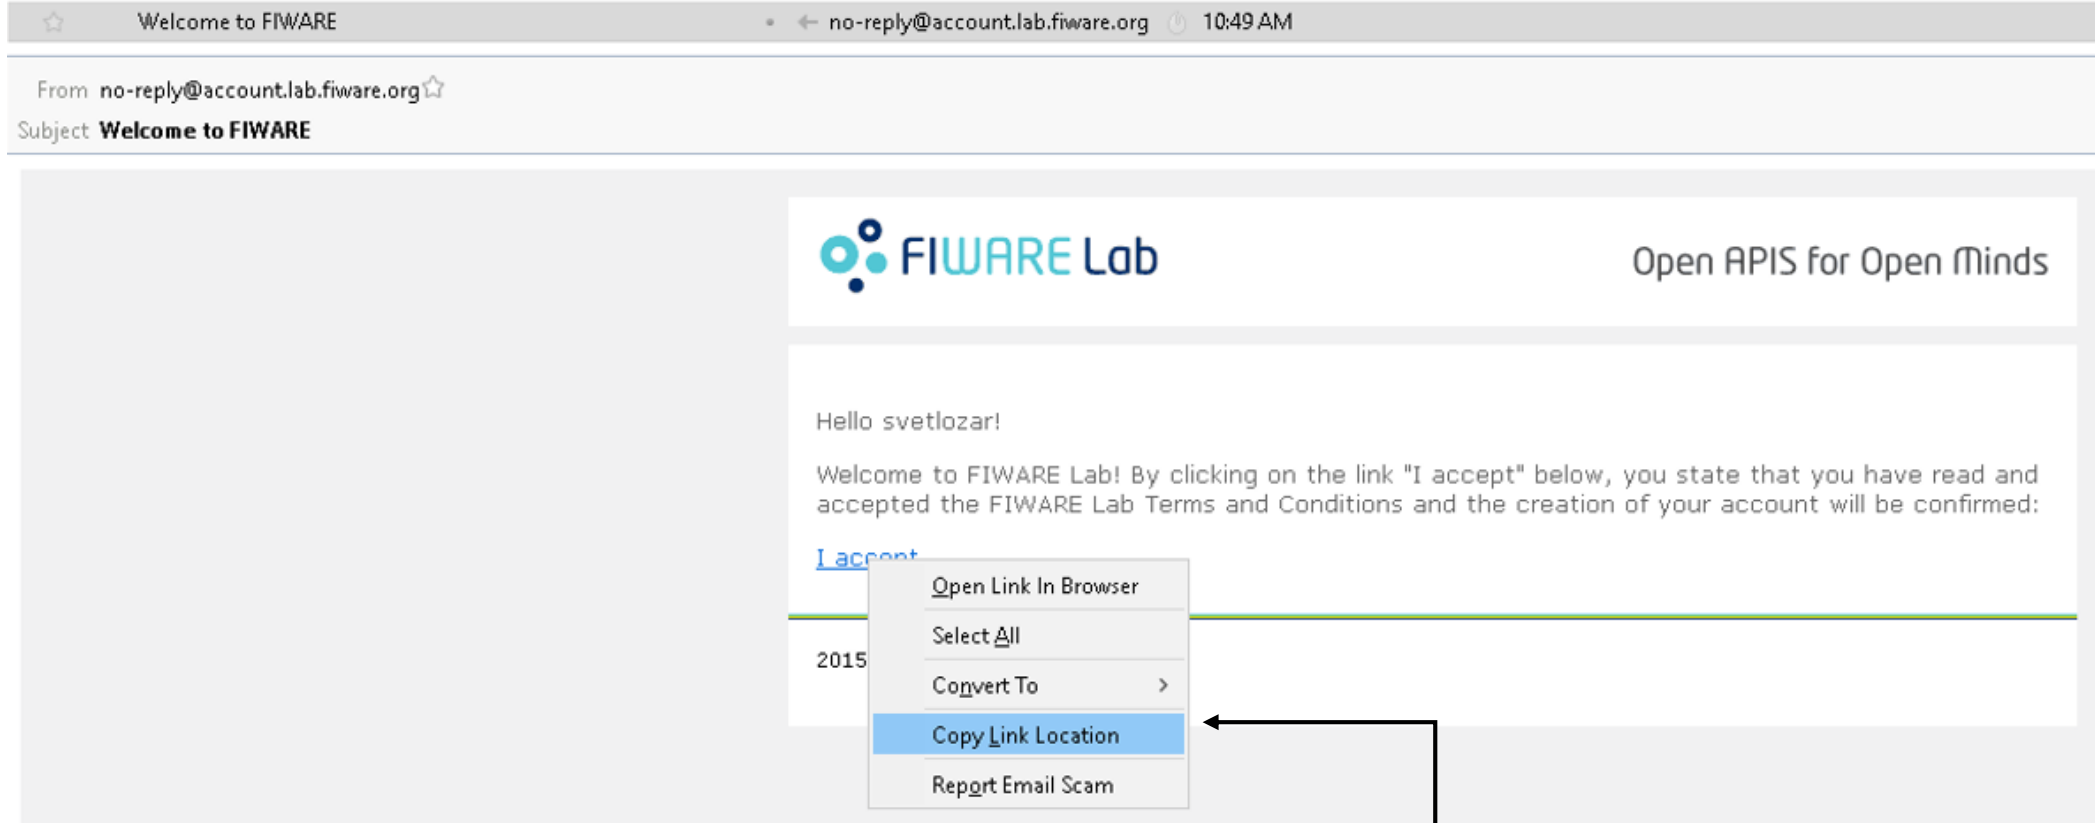 Welcome to FIWARE no-reply@account.lab.fiware.org 10:49 AM
From no-reply@account.lab.fiware.org
Subject Welcome to FIWARE
FIWARE Lab Open APIS for Open Minds
Hello svetlozar!
Welcome to FIWARE Lab! By clicking on the link "I accept" below, you state that you have read and
accepted the FIWARE Lab Terms and Conditions and the creation of your account will be confirmed:
I accept
Open Link In Browser
Select All
2015
Convert To
Copy Link Location
Report Email Scam